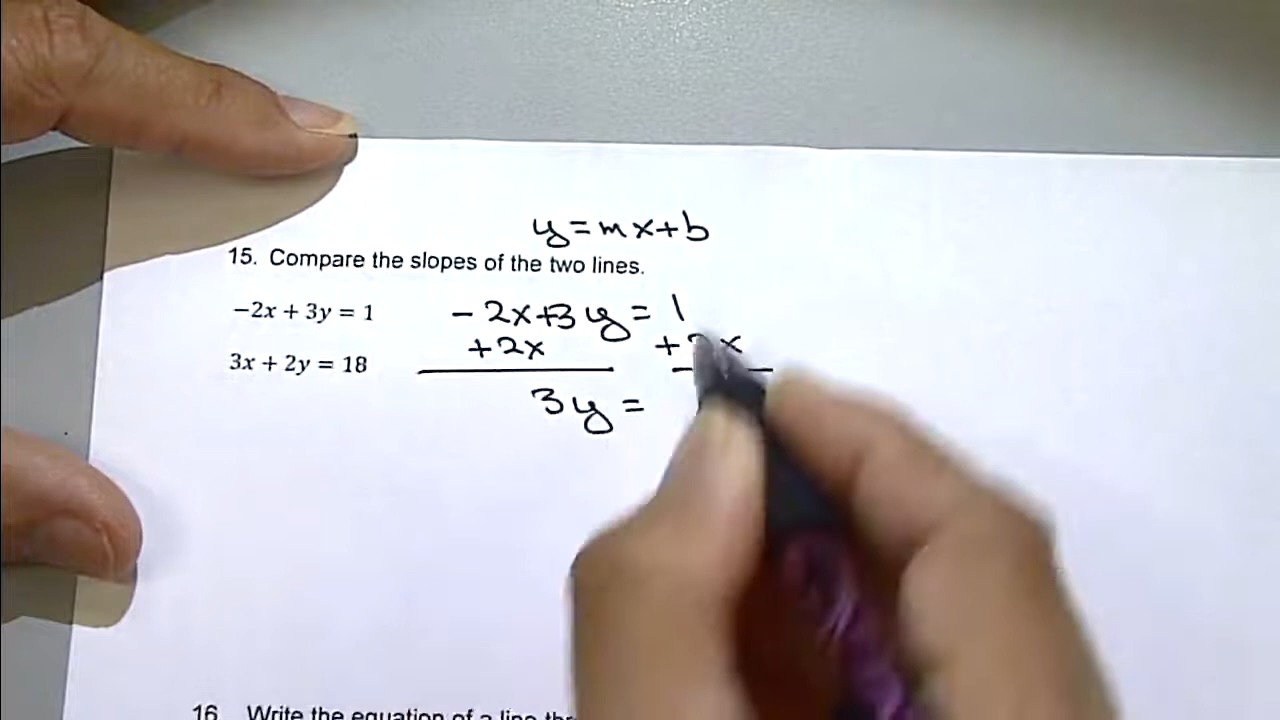 y=mx+b
15. Compare the slopes of the two lines.
−2x + 3y = 1
-2x+3y=1
+2x +2x
3x + 2y = 18
3y =
16 Write the equation of a line